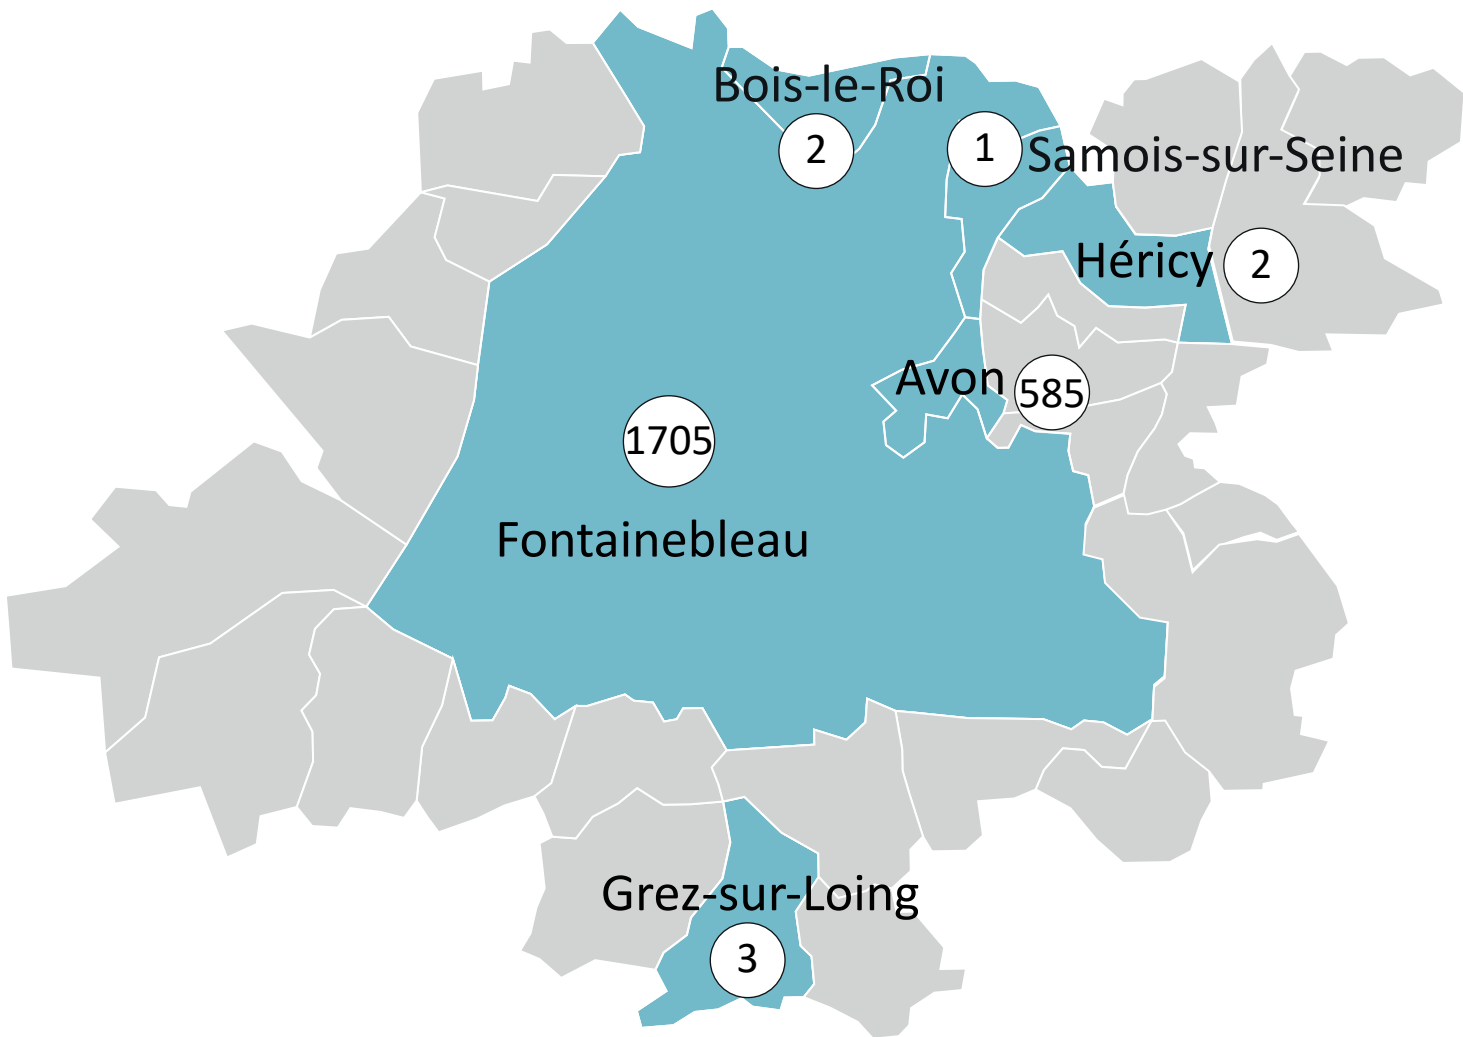 Bois-le-Roi
2
1
Samois-sur-Seine
Héricy
2
Avon
585
1705
Fontainebleau
Grez-sur-Loing
3